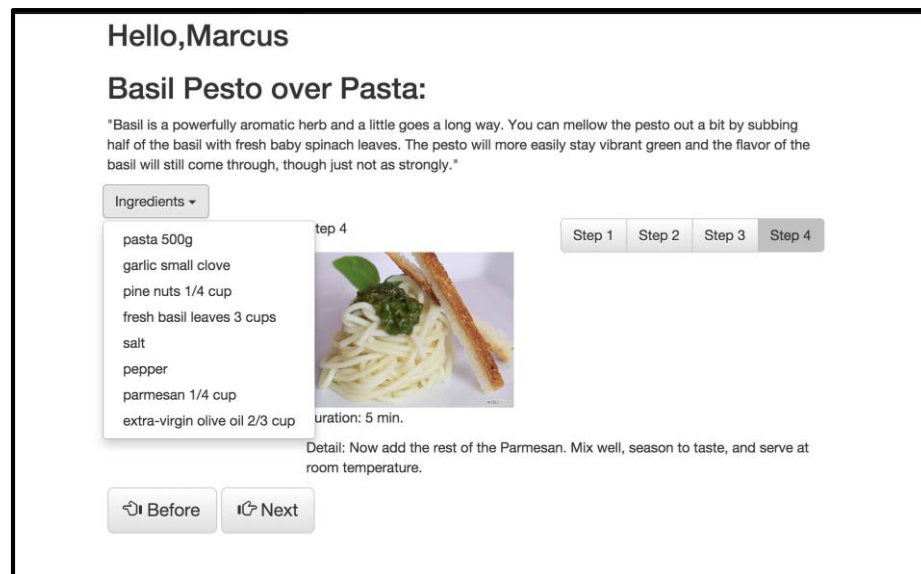 Hello,Marcus
Basil Pesto over Pasta:
"Basil is a powerfully aromatic herb and a little goes a long way. You can mellow the pesto out a bit by subbing
half of the basil with fresh baby spinach leaves. The pesto will more easily stay vibrant green and the flavor of the
basil will still come through, though just not as strongly."
Ingredients
pasta 500g
garlic small clove
pine nuts 1/4 cup
fresh basil leaves 3 cups
salt
pepper
parmesan 1/4 cup
extra-virgin olive oil 2/3 cup
tep 4
Step 1 Step 2 Step 3 Step 4
uration: 5 min.
Detail: Now add the rest of the Parmesan. Mix well, season to taste, and serve at
room temperature.
Before Next